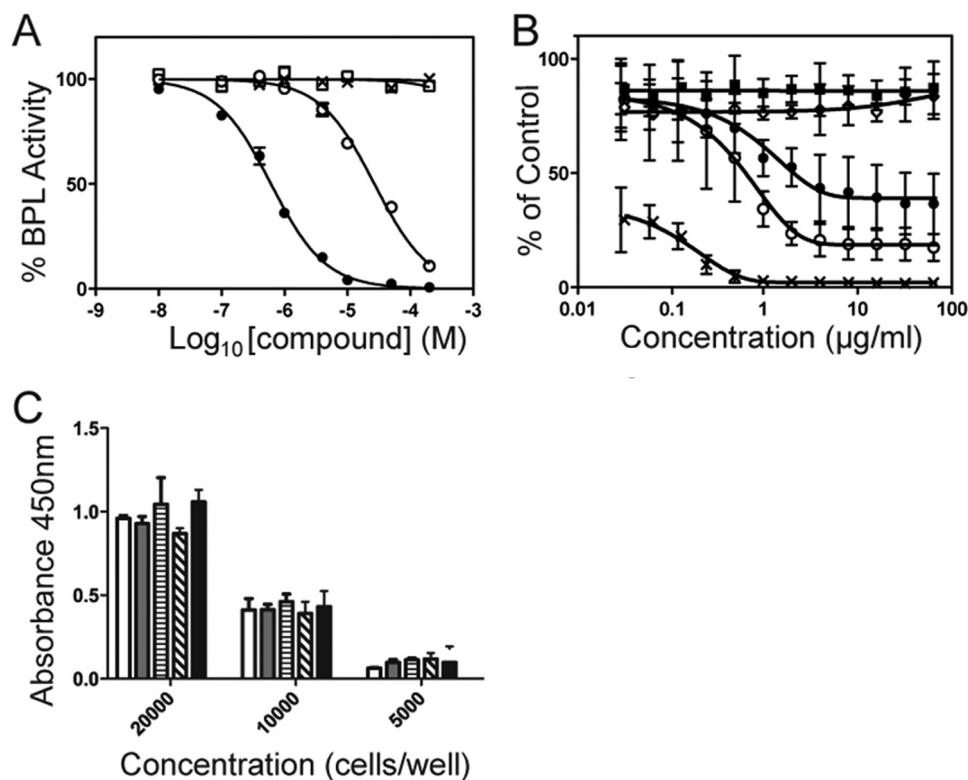 A
% BPL Activity
100
50
0
-9 -8 -7 -6 -5 -4 -3
Log10 [compound] (M)
B
% of Control
100
50
0
0.01 0.1 1 10 100
Concentration (µg/ml)
C
Absorbance 450nm
1.5
1.0
0.5
0.0
20000 10000 5000
Concentration (cells/well)